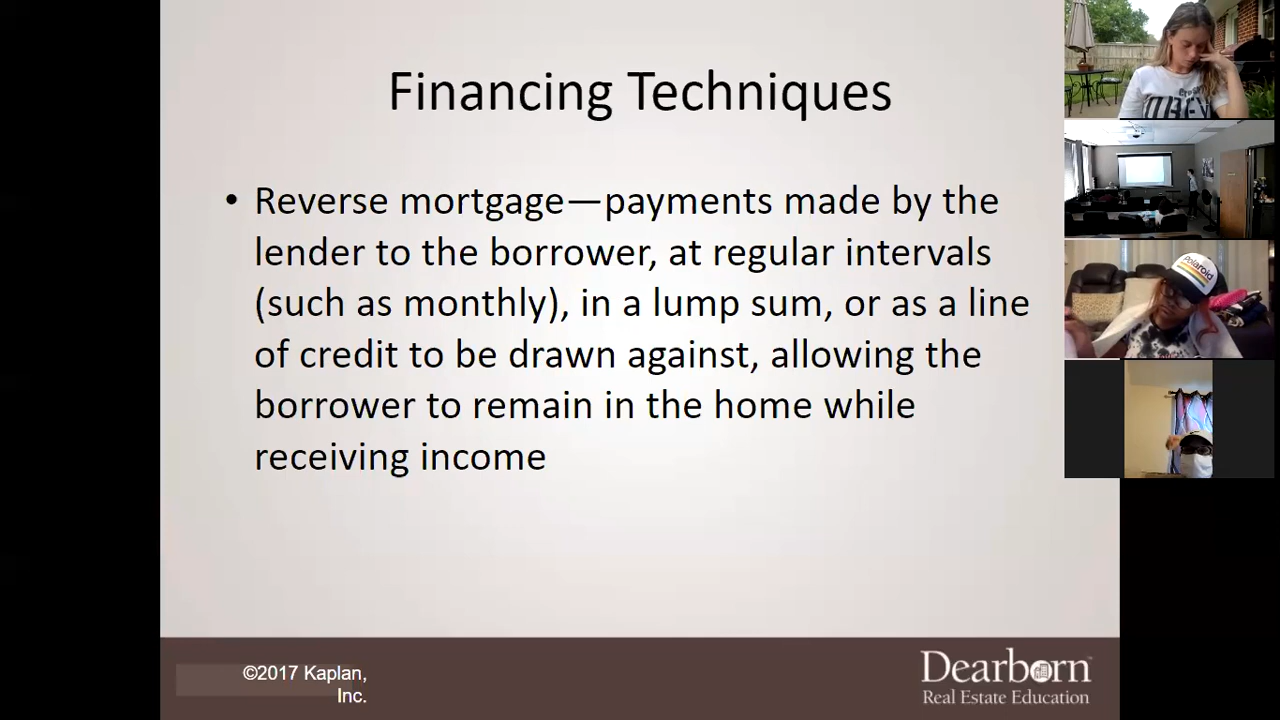 Financing Techniques
• Reverse mortgage—payments made by the
lender to the borrower, at regular intervals
(such as monthly), in a lump sum, or as a line
of credit to be drawn against, allowing the
borrower to remain in the home while
receiving income
©2017 Kaplan,
Inc.
Dearborn™
Real Estate Education
Polaroid